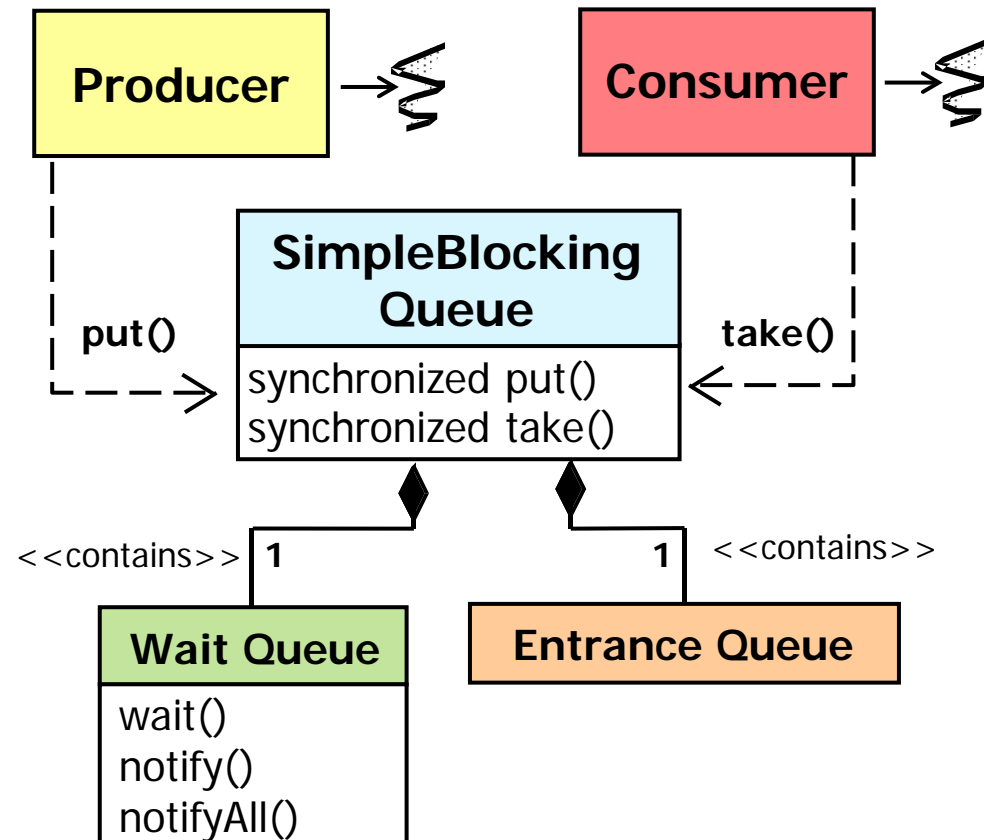 Producer
Consumer
SimpleBlocking
Queue
put()
take()
synchronized put()
synchronized take()
<<contains>>
1
1
<<contains>>
Wait Queue
Entrance Queue
wait()
notify()
notifyAll()